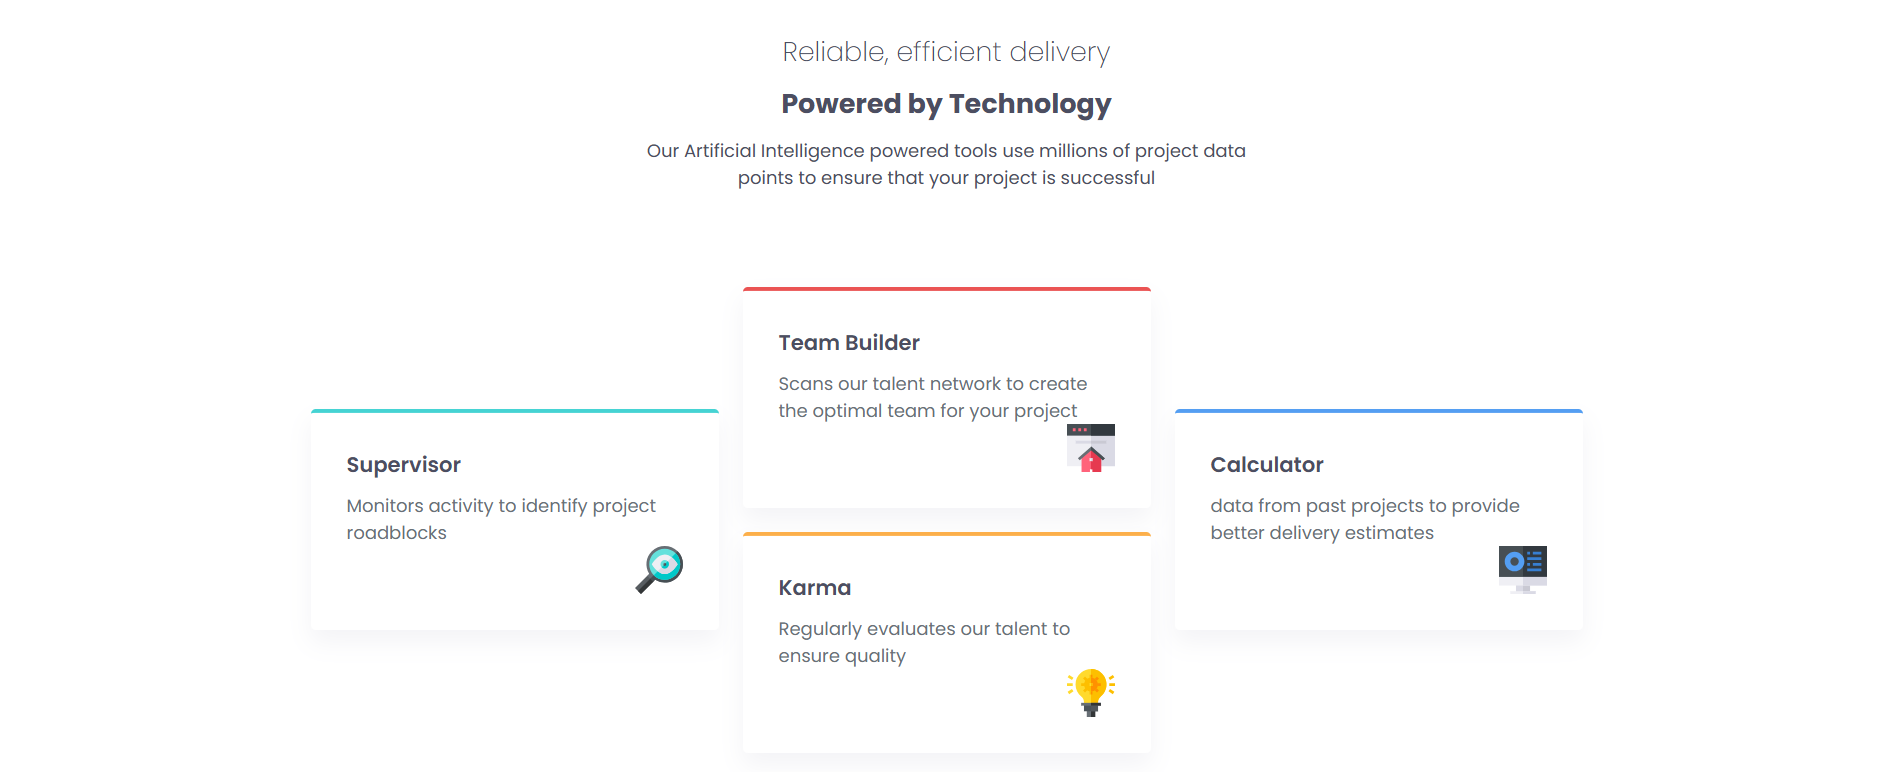 Reliable, efficient delivery
Powered by Technology
Our Artificial Intelligence powered tools use millions of project data
points to ensure that your project is successful
Supervisor
Monitors activity to identify project
roadblocks
Team Builder
Scans our talent network to create
the optimal team for your project
Karma
Regularly evaluates our talent to
ensure quality
Calculator
data from past projects to provide
better delivery estimates